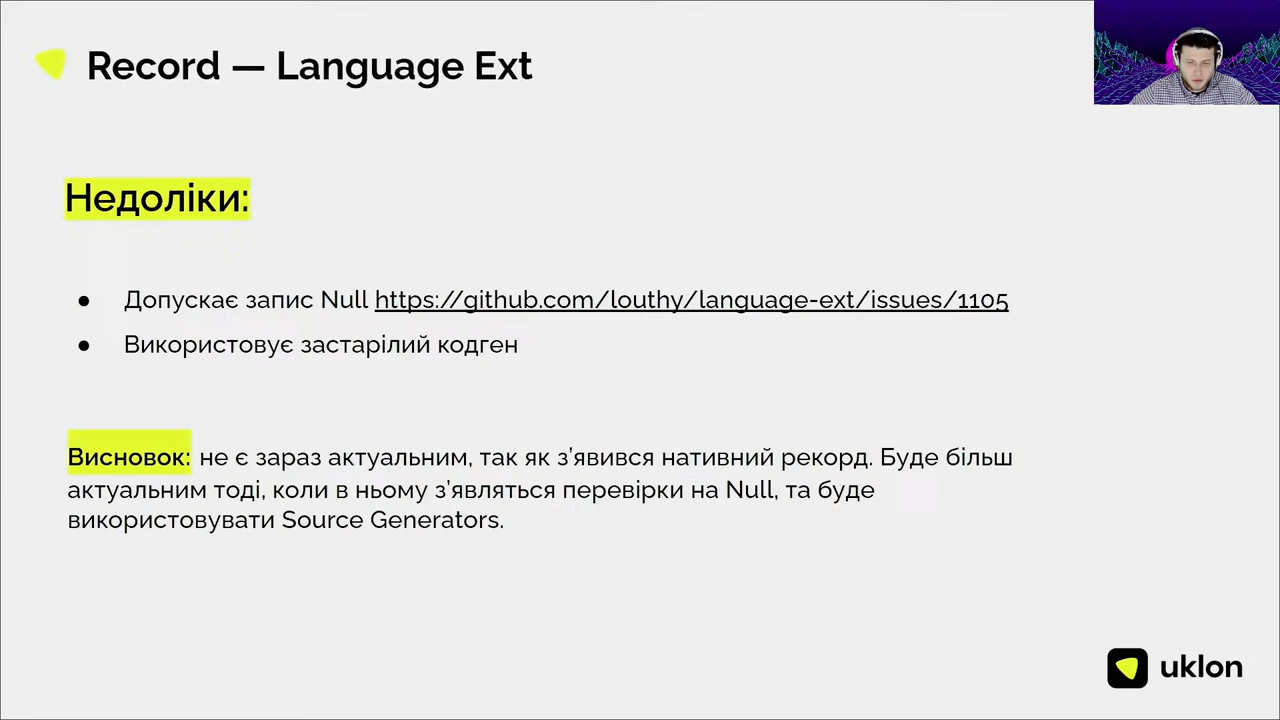 Record — Language Ext
Недоліки:
● Допускає запис Null https://github.com/louthy/language-ext/issues/1105
● Використовує застарілий кодген
Висновок: не є зараз актуальним, так як з’явився нативний рекорд. Буде більш
актуальним тоді, коли в ньому з’являться перевірки на Null, та буде
використовувати Source Generators.
uklon